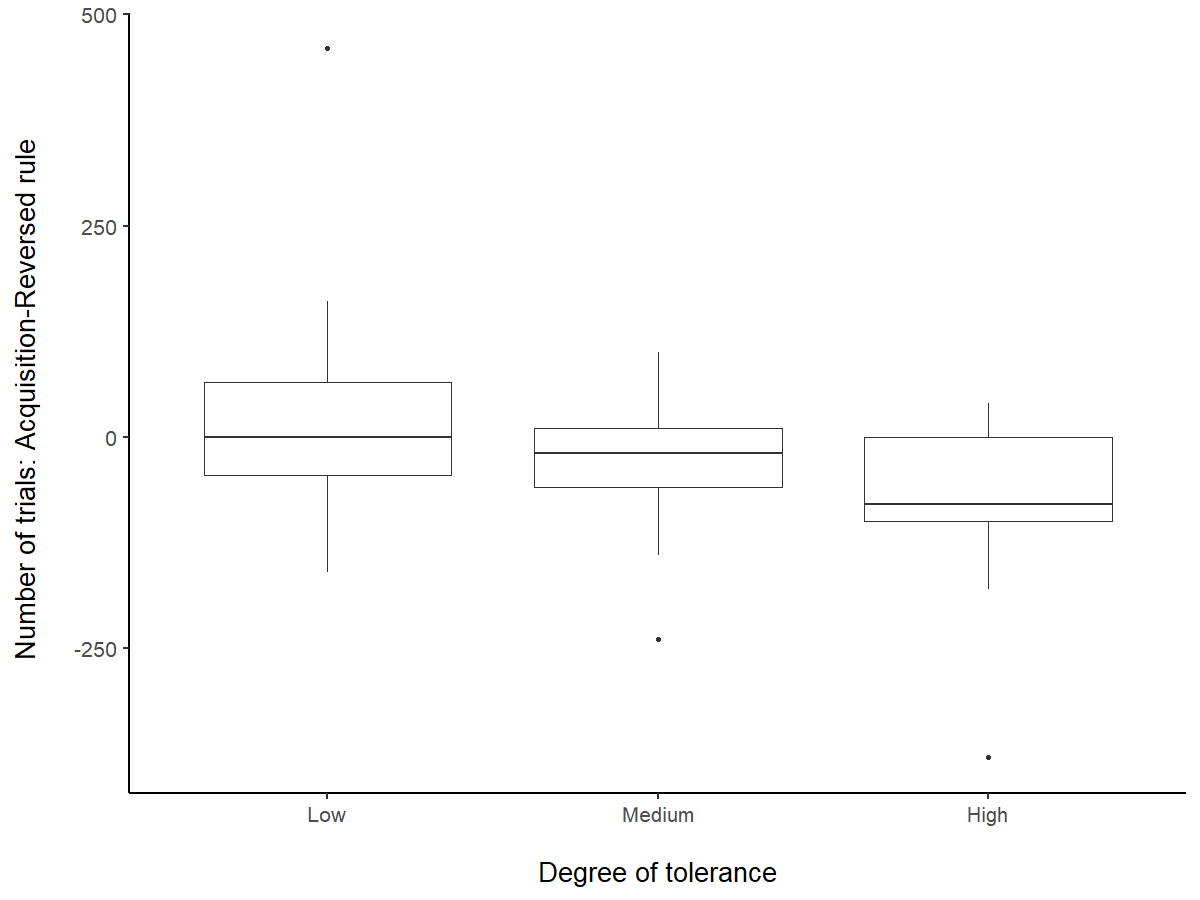 Number of trials: Acquisition-Reversed rule
500
250
0
-250
Low Medium High
Degree of tolerance